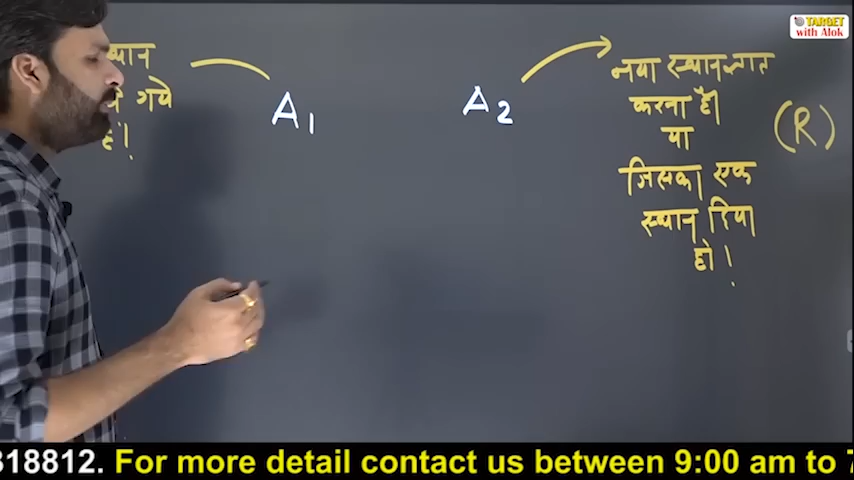 TARGET
with Alok
स्थान
गये
A1
A2
नया स्थान ज्ञात
करना है।
या
जिसका एक
स्थान दिया
हो।
(R)
318812. For more detail contact us between 9:00 am to 7